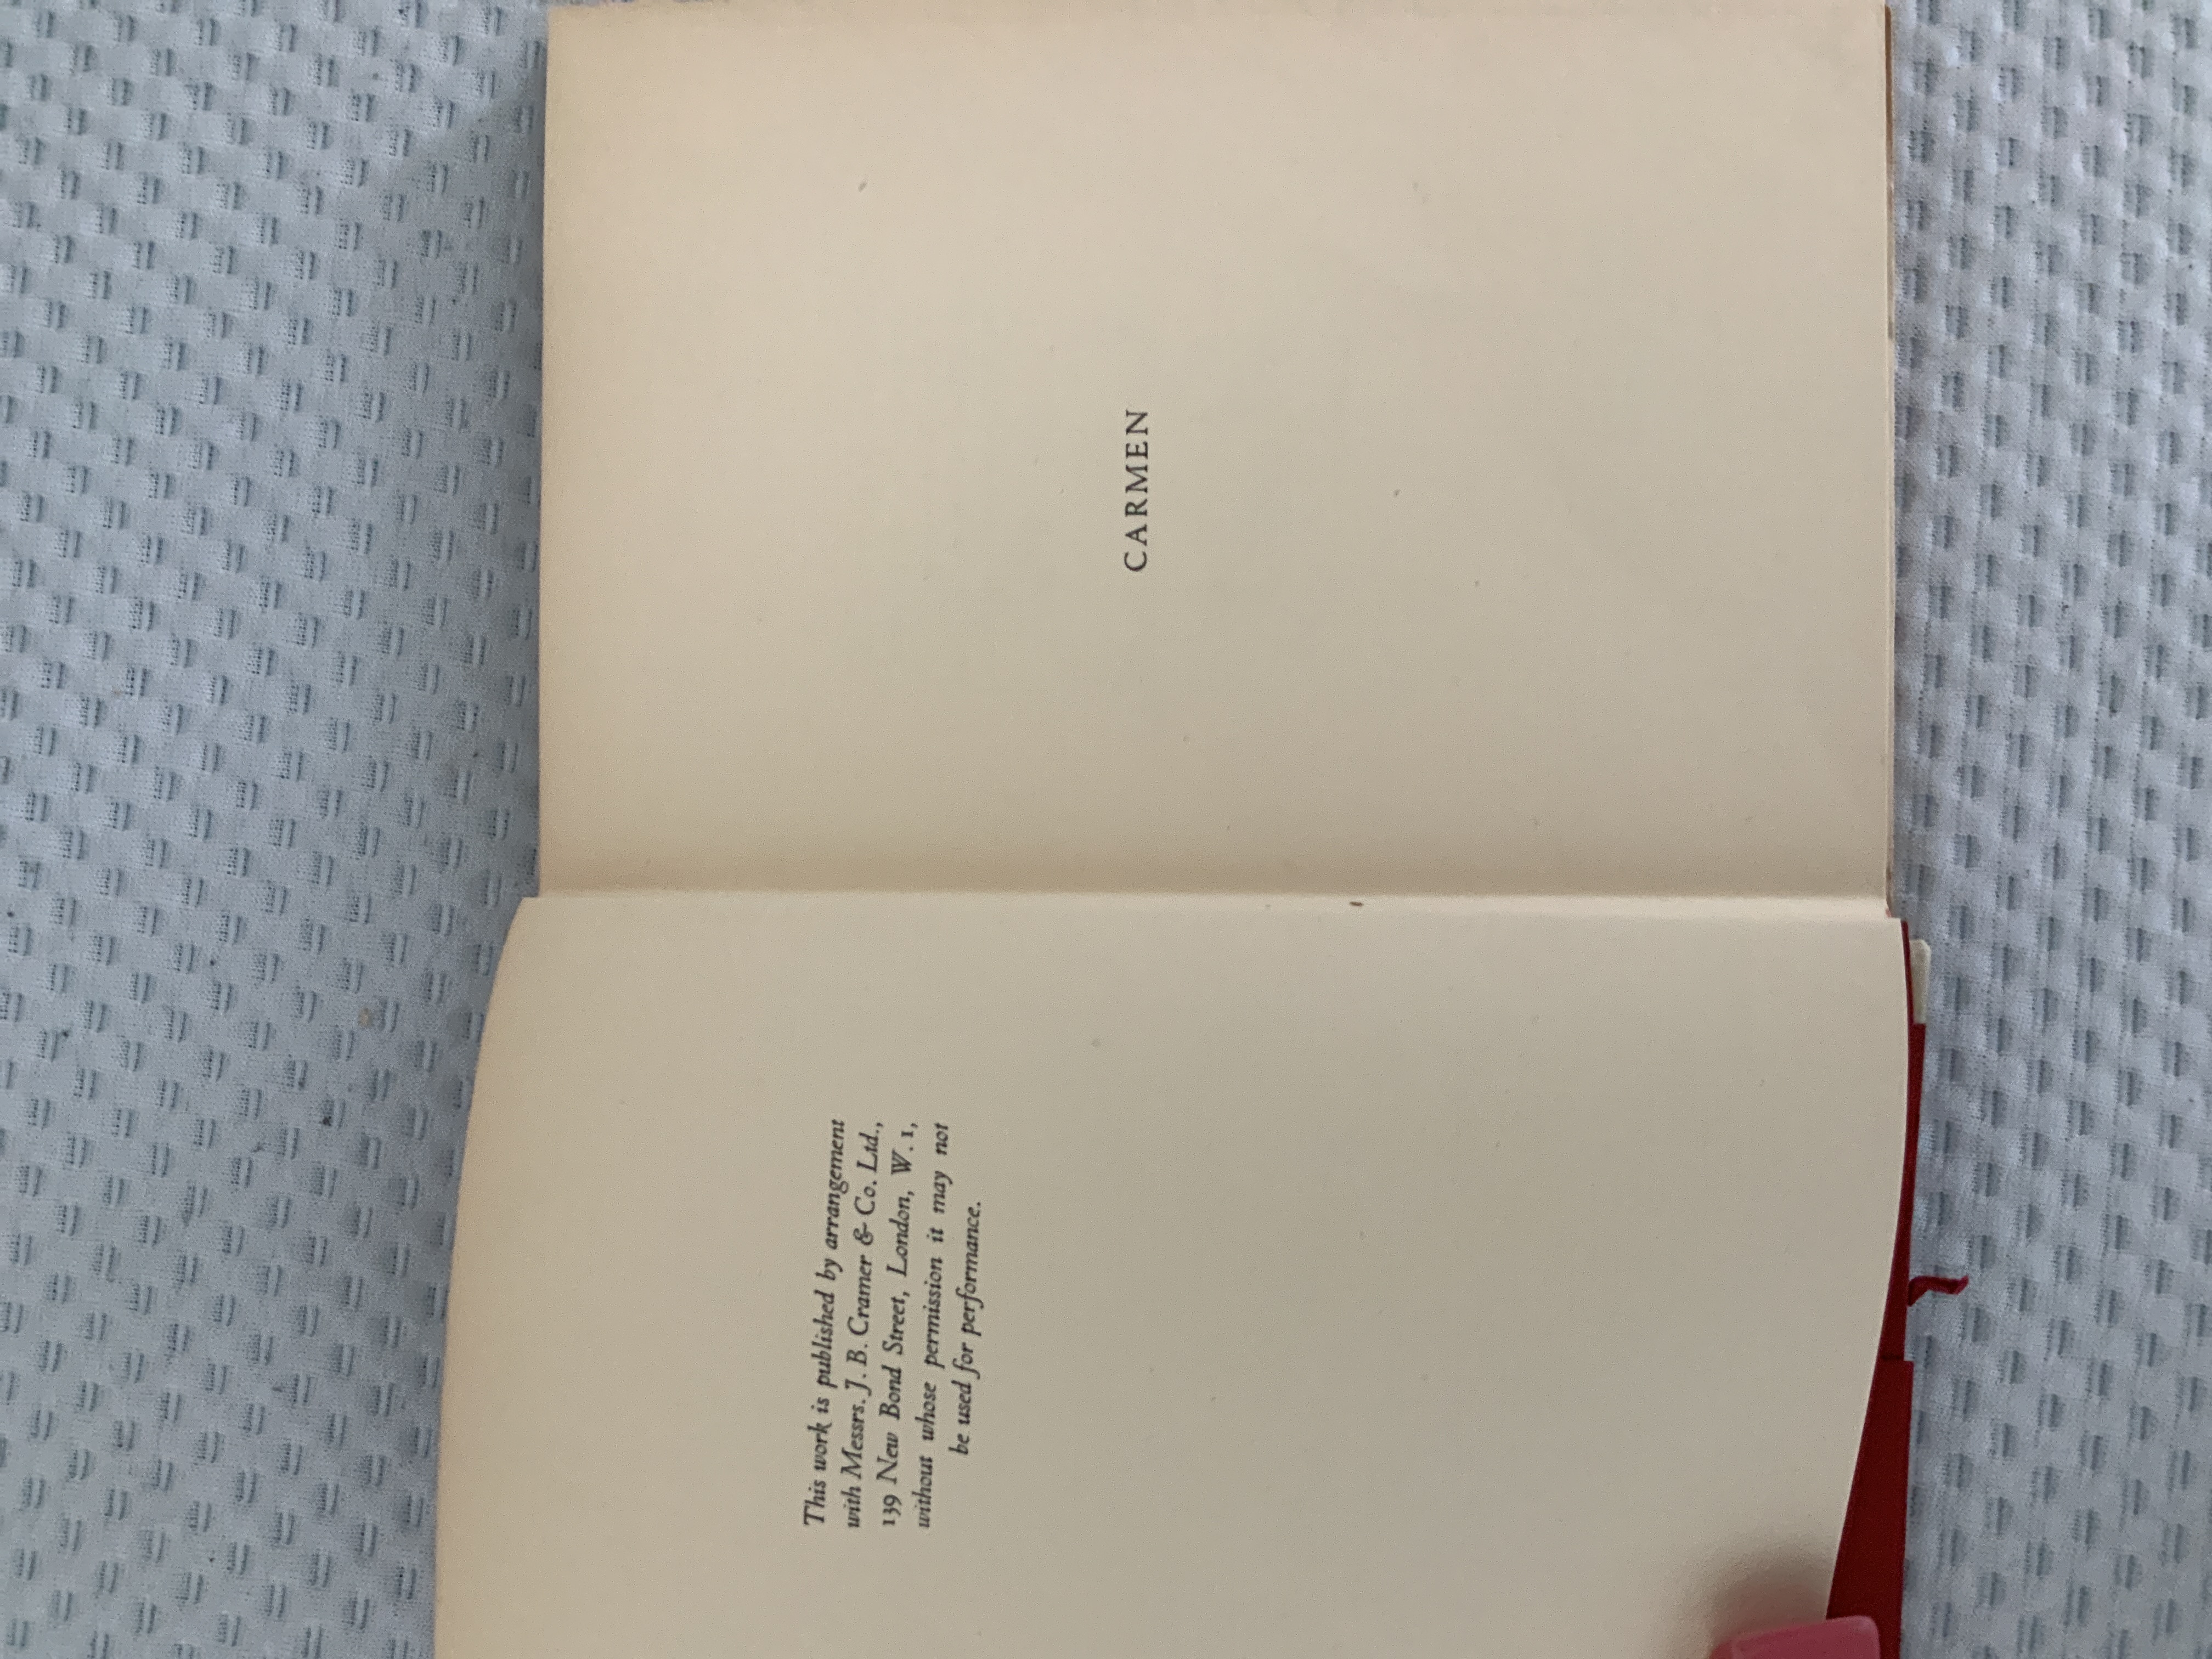 This work is published by arrangement
with Messrs. J. B. Cramer & Co. Ltd.,
139 New Bond Street, London, W.1,
without whose permission it may not
be used for performance.
CARMEN